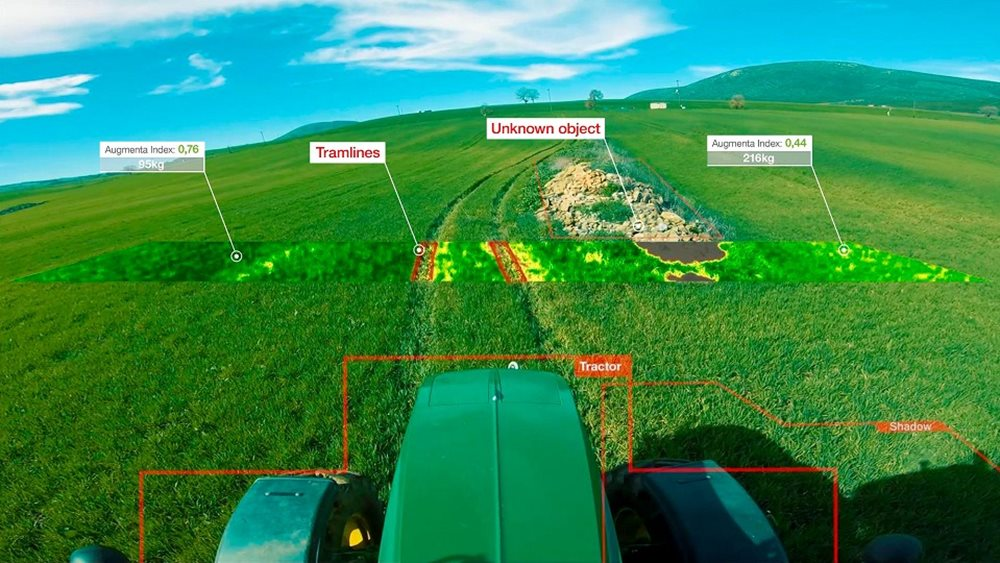 Unknown object
Augmenta Index: 0,76
95kg
Tramlines
Augmenta Index: 0,44
216kg
Tractor
Shadow